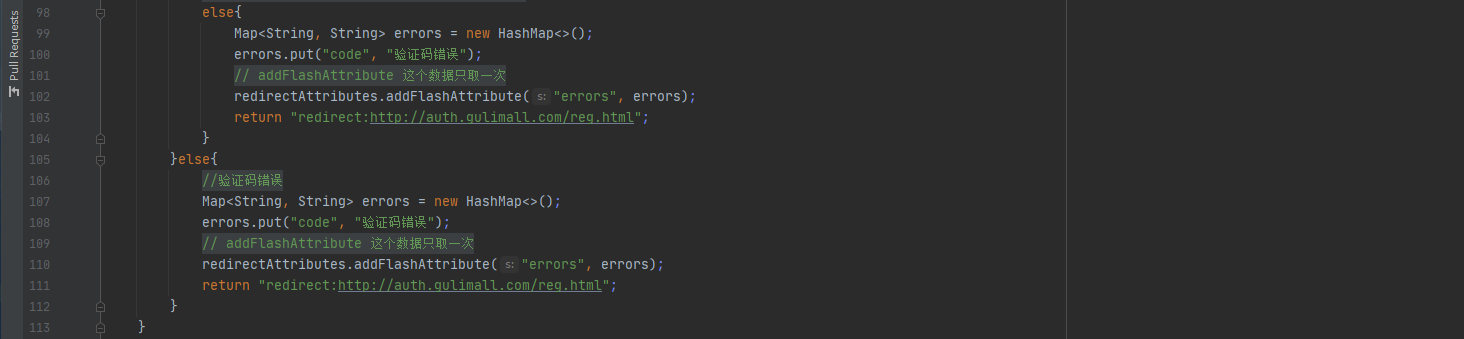 Pull Requests
98 else{
99 Map<String, String> errors = new HashMap<>();
100 errors.put("code", "验证码错误");
101 // addFlashAttribute 这个数据只取一次
102 redirectAttributes.addFlashAttribute( s: "errors", errors);
103 return "redirect:http://auth.gulimall.com/reg.html";
104 }
105 }else{
106 //验证码错误
107 Map<String, String> errors = new HashMap<>();
108 errors.put("code", "验证码错误");
109 // addFlashAttribute 这个数据只取一次
110 redirectAttributes.addFlashAttribute( s: "errors", errors);
111 return "redirect:http://auth.gulimall.com/reg.html";
112 }
113 }